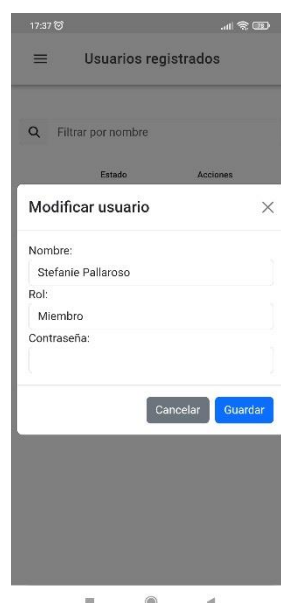 17:37
Usuarios registrados
Filtrar por nombre
Estado Acciones
Modificar usuario
Nombre:
Stefanie Pallaroso
Rol:
Miembro
Contraseña:
Cancelar Guardar